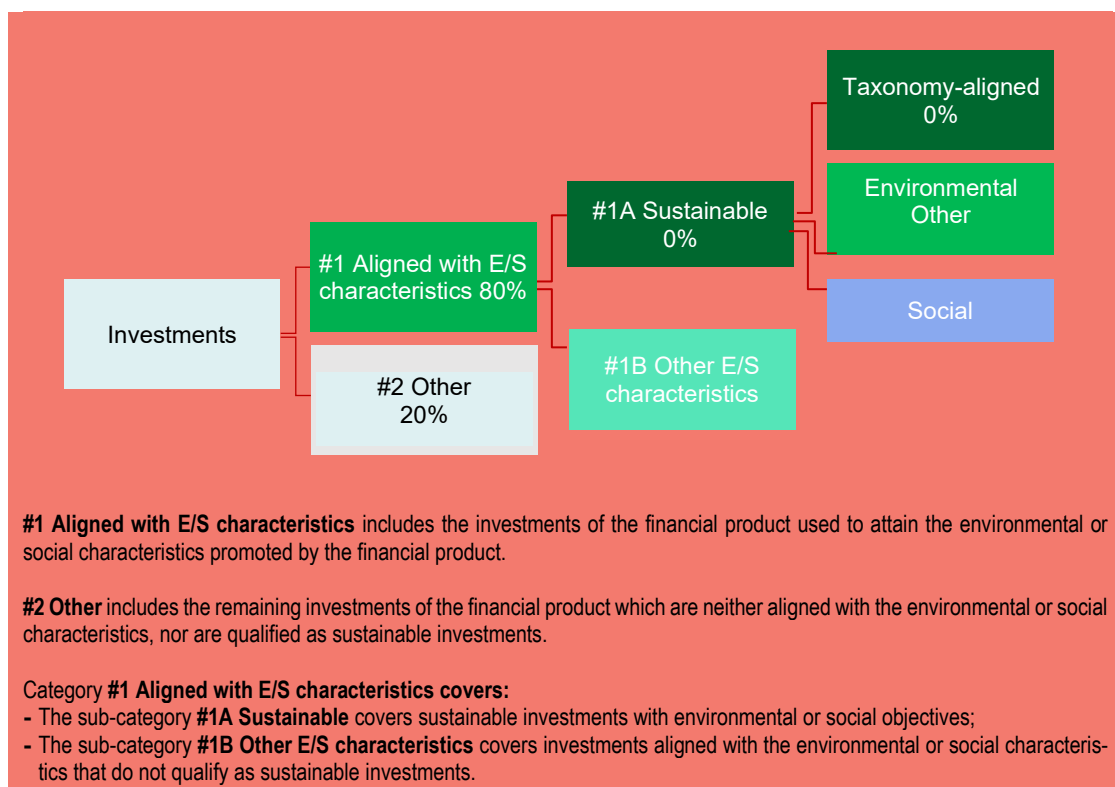 Taxonomy-aligned
0%
Environmental
Other
#1A Sustainable
0%
#1 Aligned with E/S
characteristics 80%
Social
Investments
#1B Other E/S
characteristics
#2 Other
20%
#1 Aligned with E/S characteristics includes the investments of the financial product used to attain the environmental or
social characteristics promoted by the financial product.
#2 Other includes the remaining investments of the financial product which are neither aligned with the environmental or social
characteristics, nor are qualified as sustainable investments.
Category #1 Aligned with E/S characteristics covers:
- The sub-category #1A Sustainable covers sustainable investments with environmental or social objectives;
- The sub-category #1B Other E/S characteristics covers investments aligned with the environmental or social characteris-
tics that do not qualify as sustainable investments.